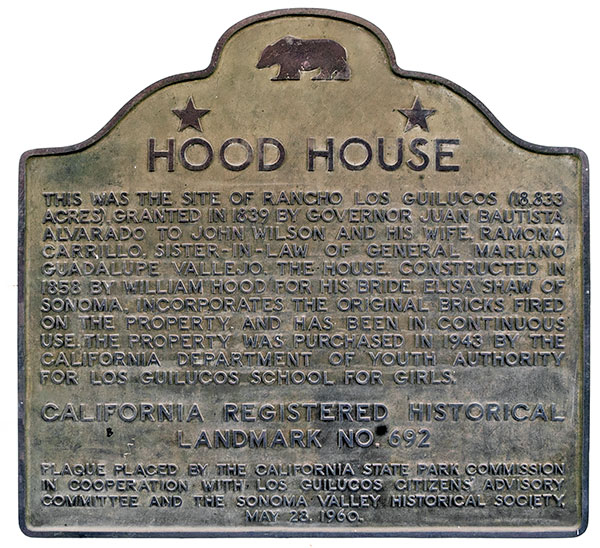 HOOD HOUSE
THIS WAS THE SITE OF RANCHO LOS GUILUCOS (18,833
ACRES), GRANTED IN 1839 BY GOVERNOR JUAN BAUTISTA
ALVARADO TO JOHN WILSON AND HIS WIFE, RAMONA
CARRILLO, SISTER-IN-LAW OF GENERAL MARIANO
GUADALUPE VALLEJO. THE HOUSE, CONSTRUCTED IN
1858 BY WILLIAM HOOD FOR HIS BRIDE, ELISA SHAW OF
SONOMA, INCORPORATES THE ORIGINAL BRICKS FIRED
ON THE PROPERTY, AND HAS BEEN IN CONTINUOUS
USE. THE PROPERTY WAS PURCHASED IN 1943 BY THE
CALIFORNIA DEPARTMENT OF YOUTH AUTHORITY
FOR LOS GUILUCOS SCHOOL FOR GIRLS.
CALIFORNIA REGISTERED HISTORICAL
LANDMARK NO. 692
PLAQUE PLACED BY THE CALIFORNIA STATE PARK COMMISSION
IN COOPERATION WITH LOS GUILUCOS CITIZENS' ADVISORY
COMMITTEE AND THE SONOMA VALLEY HISTORICAL SOCIETY,
MAY 23, 1960.